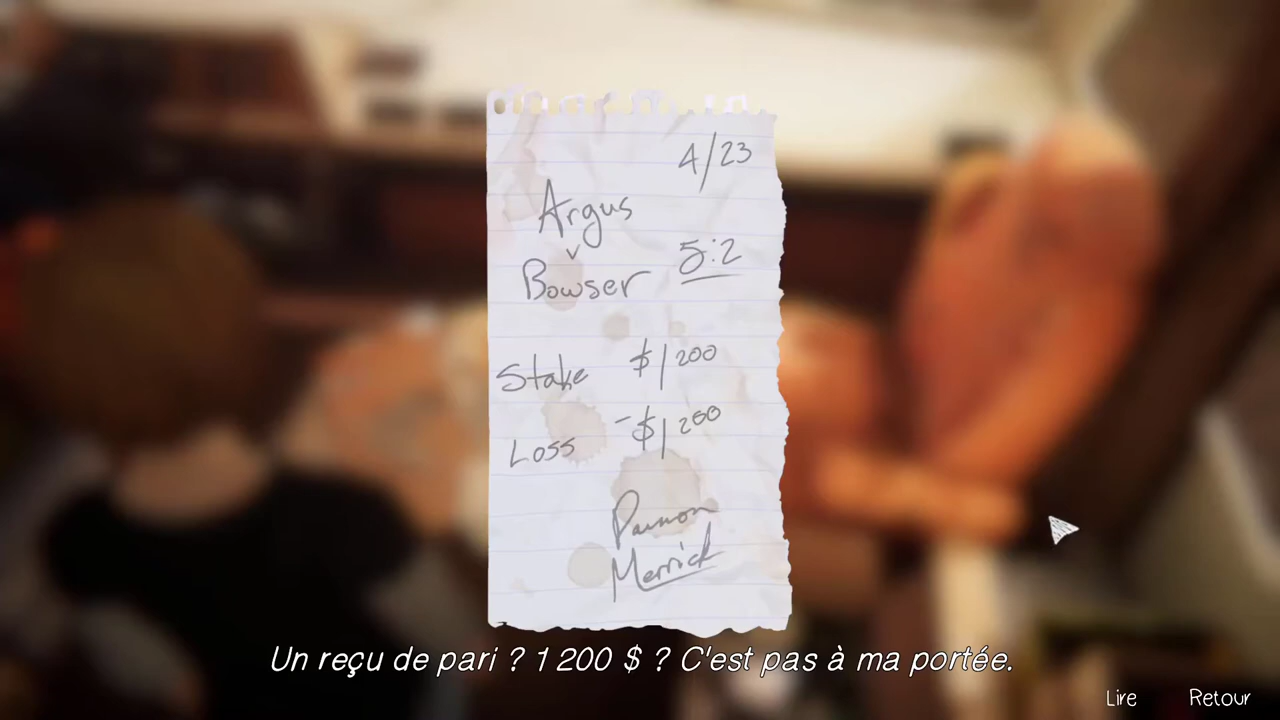 4/23
Argus
v
Bowser 5:2
Stake $1200
Loss -$1200
Damon
Merrick
Un reçu de pari ? 1 200 $ ? C'est pas à ma portée.
Lire Retour